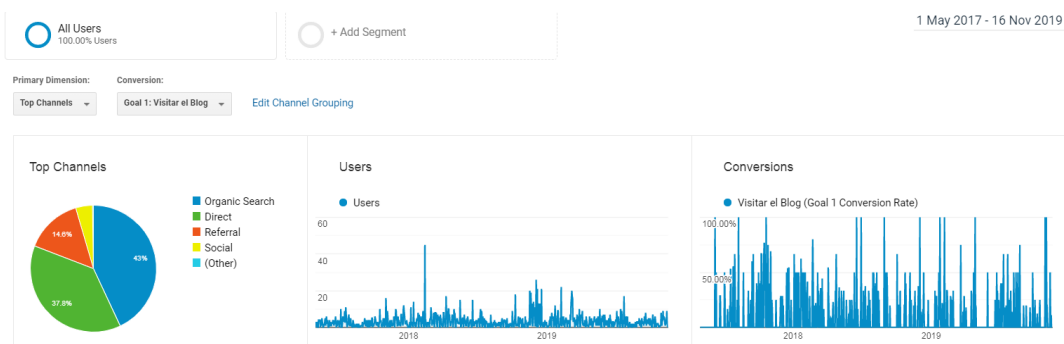 All Users
100.00% Users
+ Add Segment
1 May 2017 - 16 Nov 2019
Primary Dimension:
Conversion:
Top Channels
Goal 1: Visitar el Blog
Edit Channel Grouping
Top Channels
43%
37.8%
14.6%
Organic Search
Direct
Referral
Social
(Other)
Users
Users
60
40
20
2018
2019
Conversions
Visitar el Blog (Goal 1 Conversion Rate)
100.00%
50.00%
2018
2019